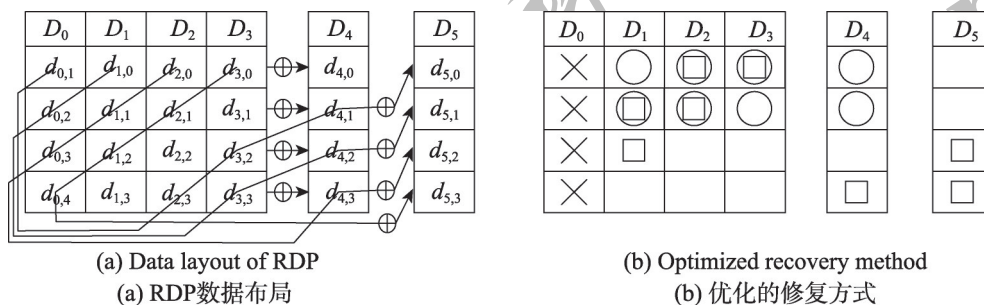 D0 D1 D2 D3 D4 D5
d0,1 d1,0 d2,0 d3,0 d4,0 d5,0
d0,2 d1,1 d2,1 d3,1 d4,1 d5,1
d0,3 d1,2 d2,2 d3,2 d4,2 d5,2
d0,4 d1,3 d2,3 d3,3 d4,3 d5,3
(a) Data layout of RDP
(a) RDP数据布局
D0 D1 D2 D3 D4 D5
(b) Optimized recovery method
(b) 优化的修复方式